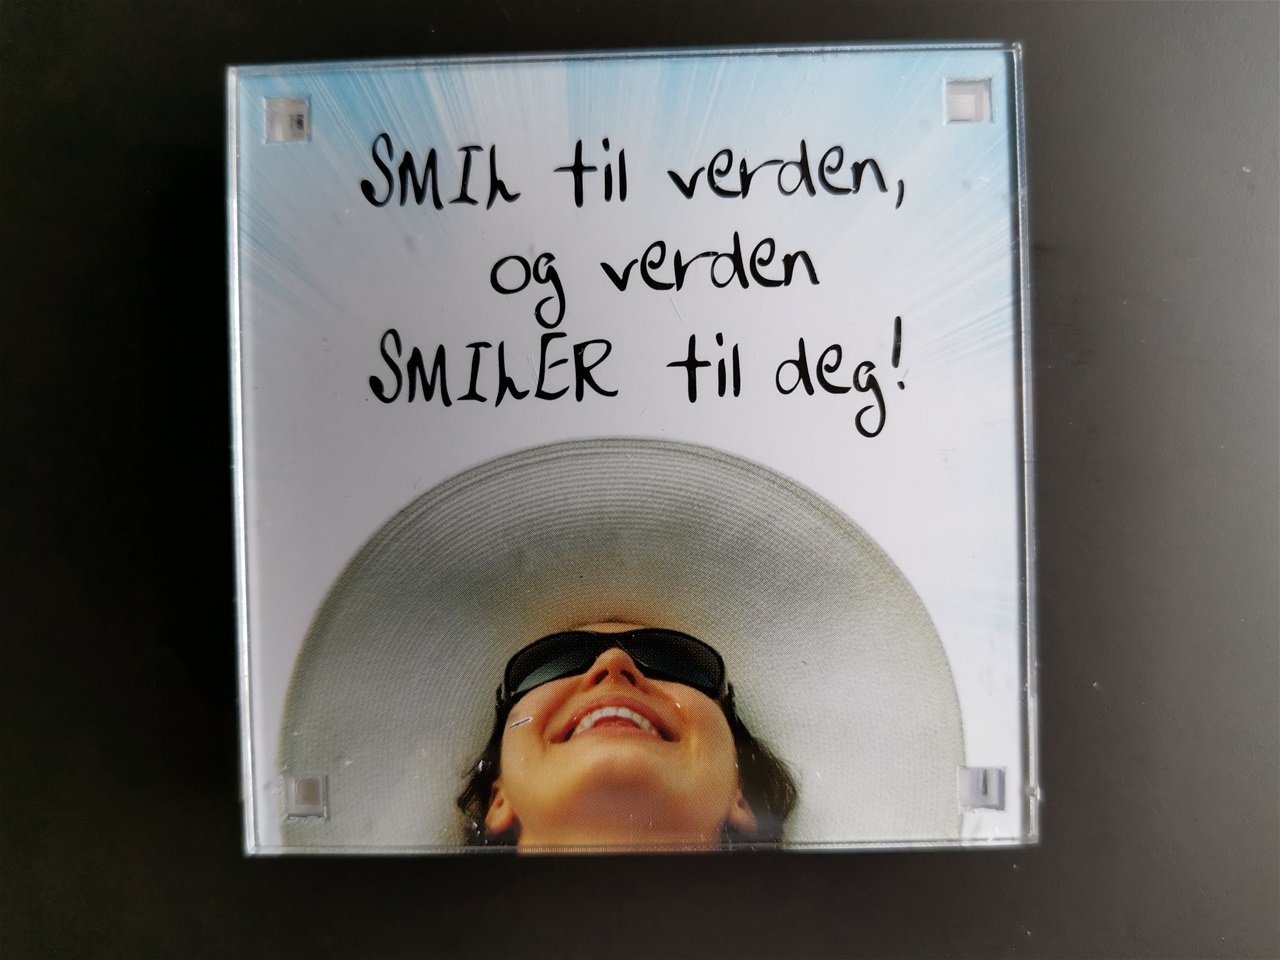 SMIL til verden,
og verden
SMILER til deg!